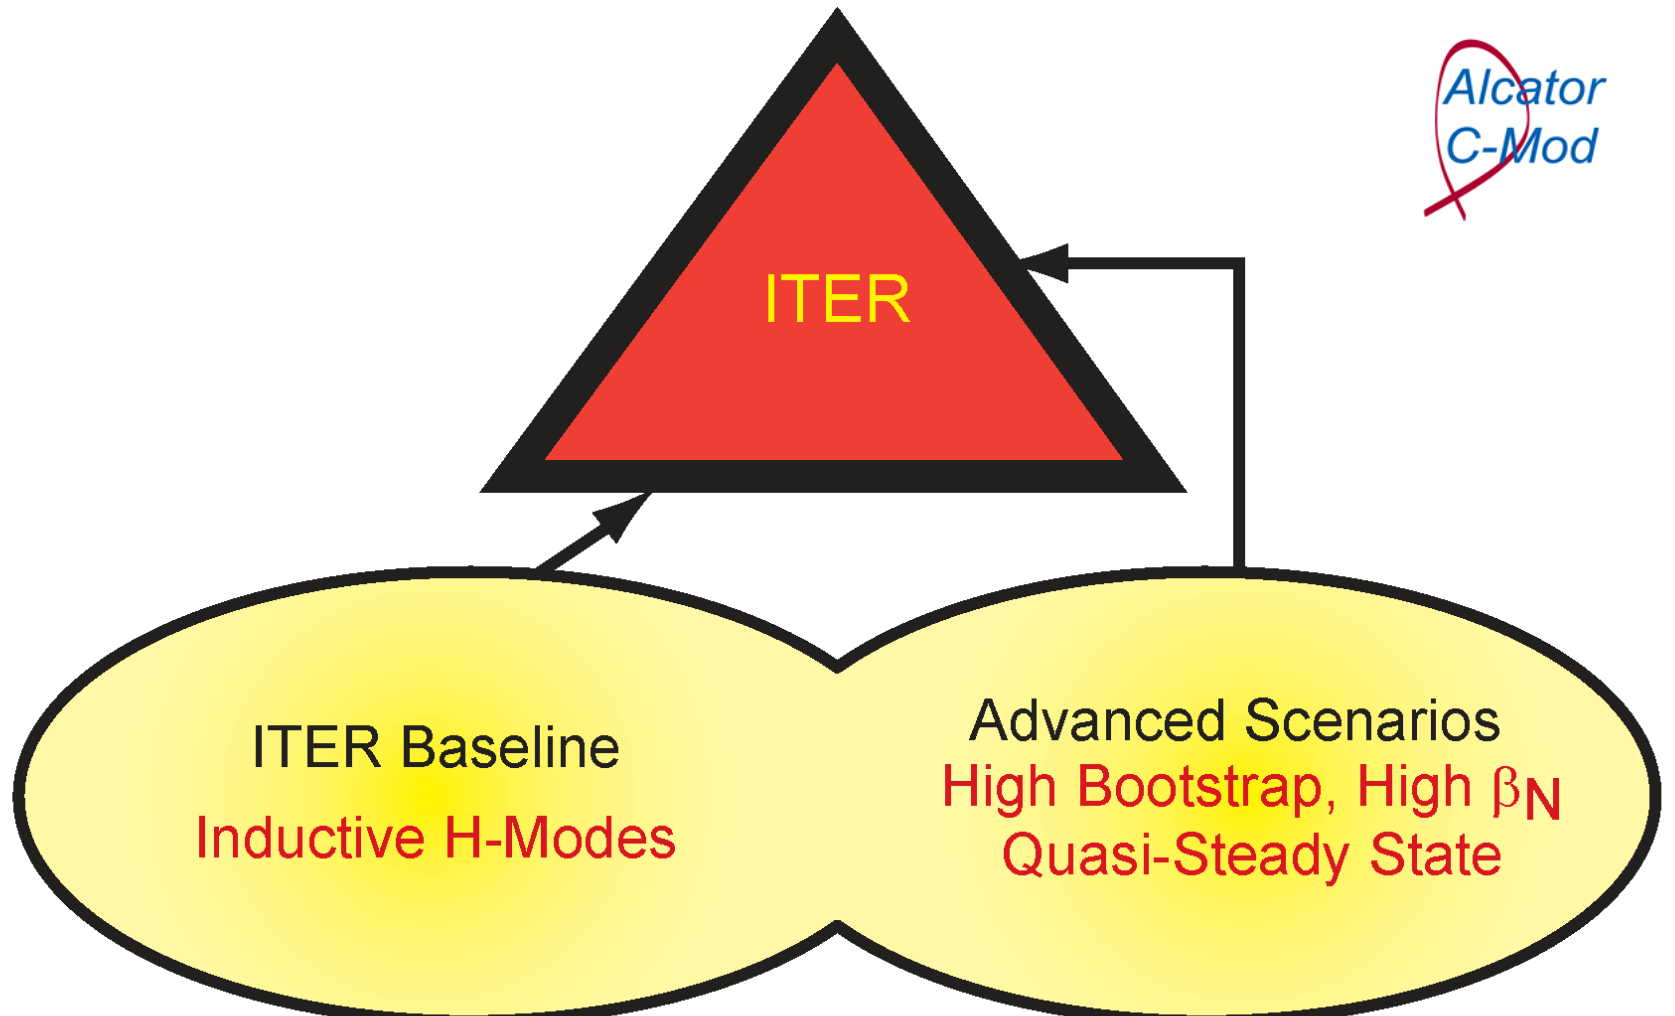 Alcator
C-Mod
ITER
ITER Baseline
Inductive H-Modes
Advanced Scenarios
High Bootstrap, High βN
Quasi-Steady State